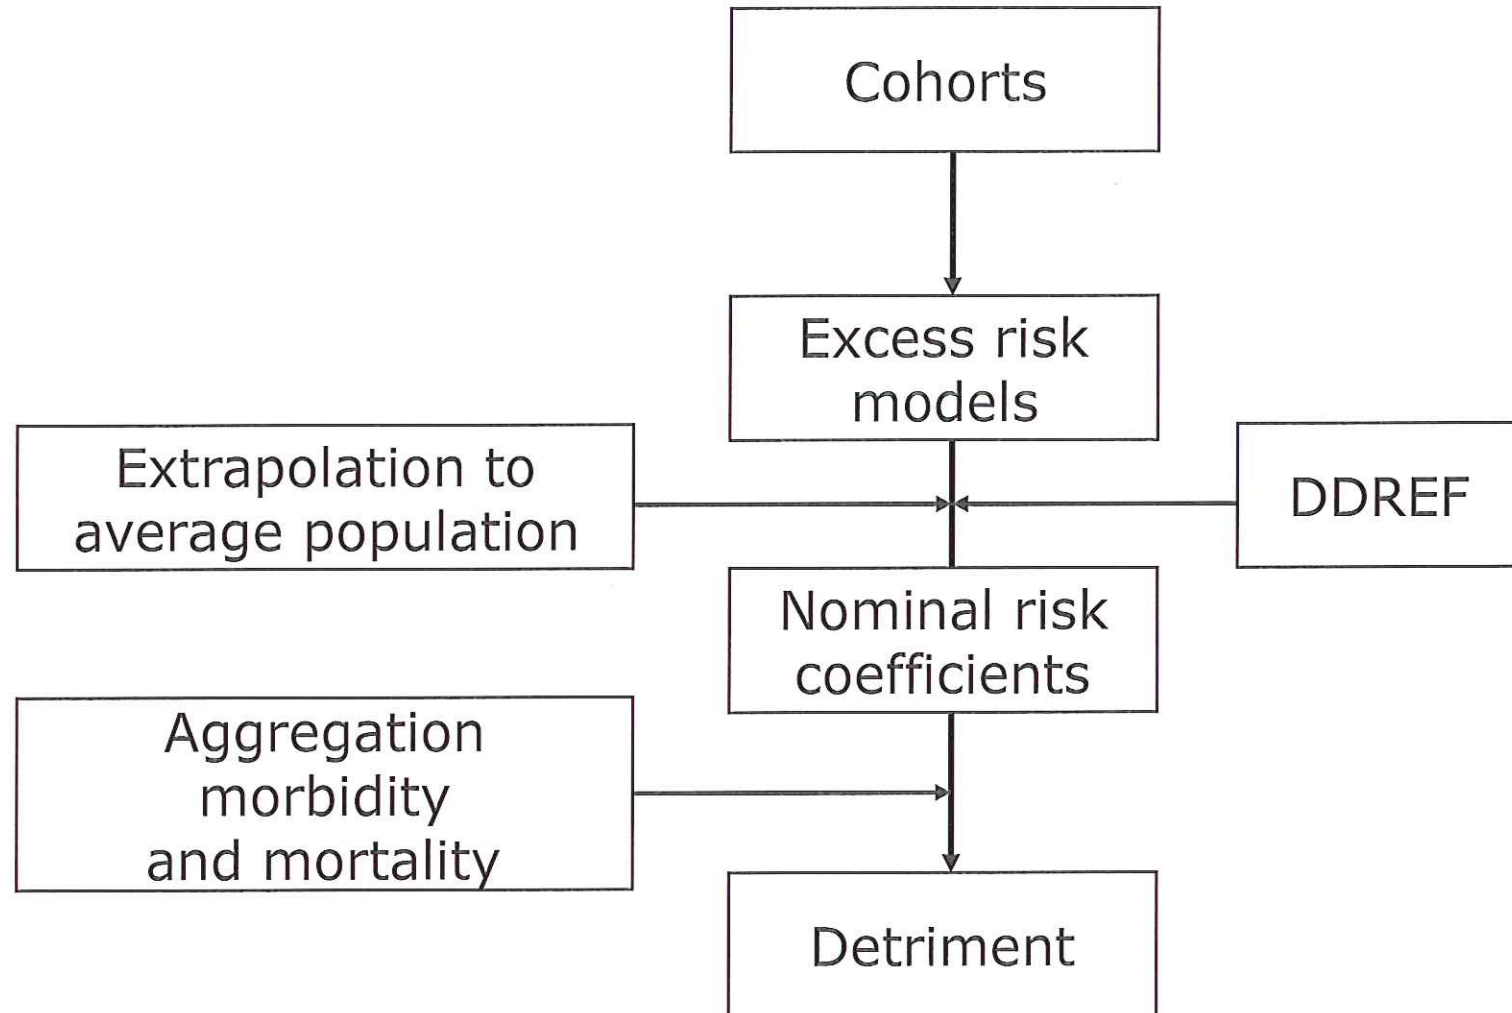 Cohorts
Excess risk
models
Extrapolation to
average population
DDREF
Nominal risk
coefficients
Aggregation
morbidity
and mortality
Detriment